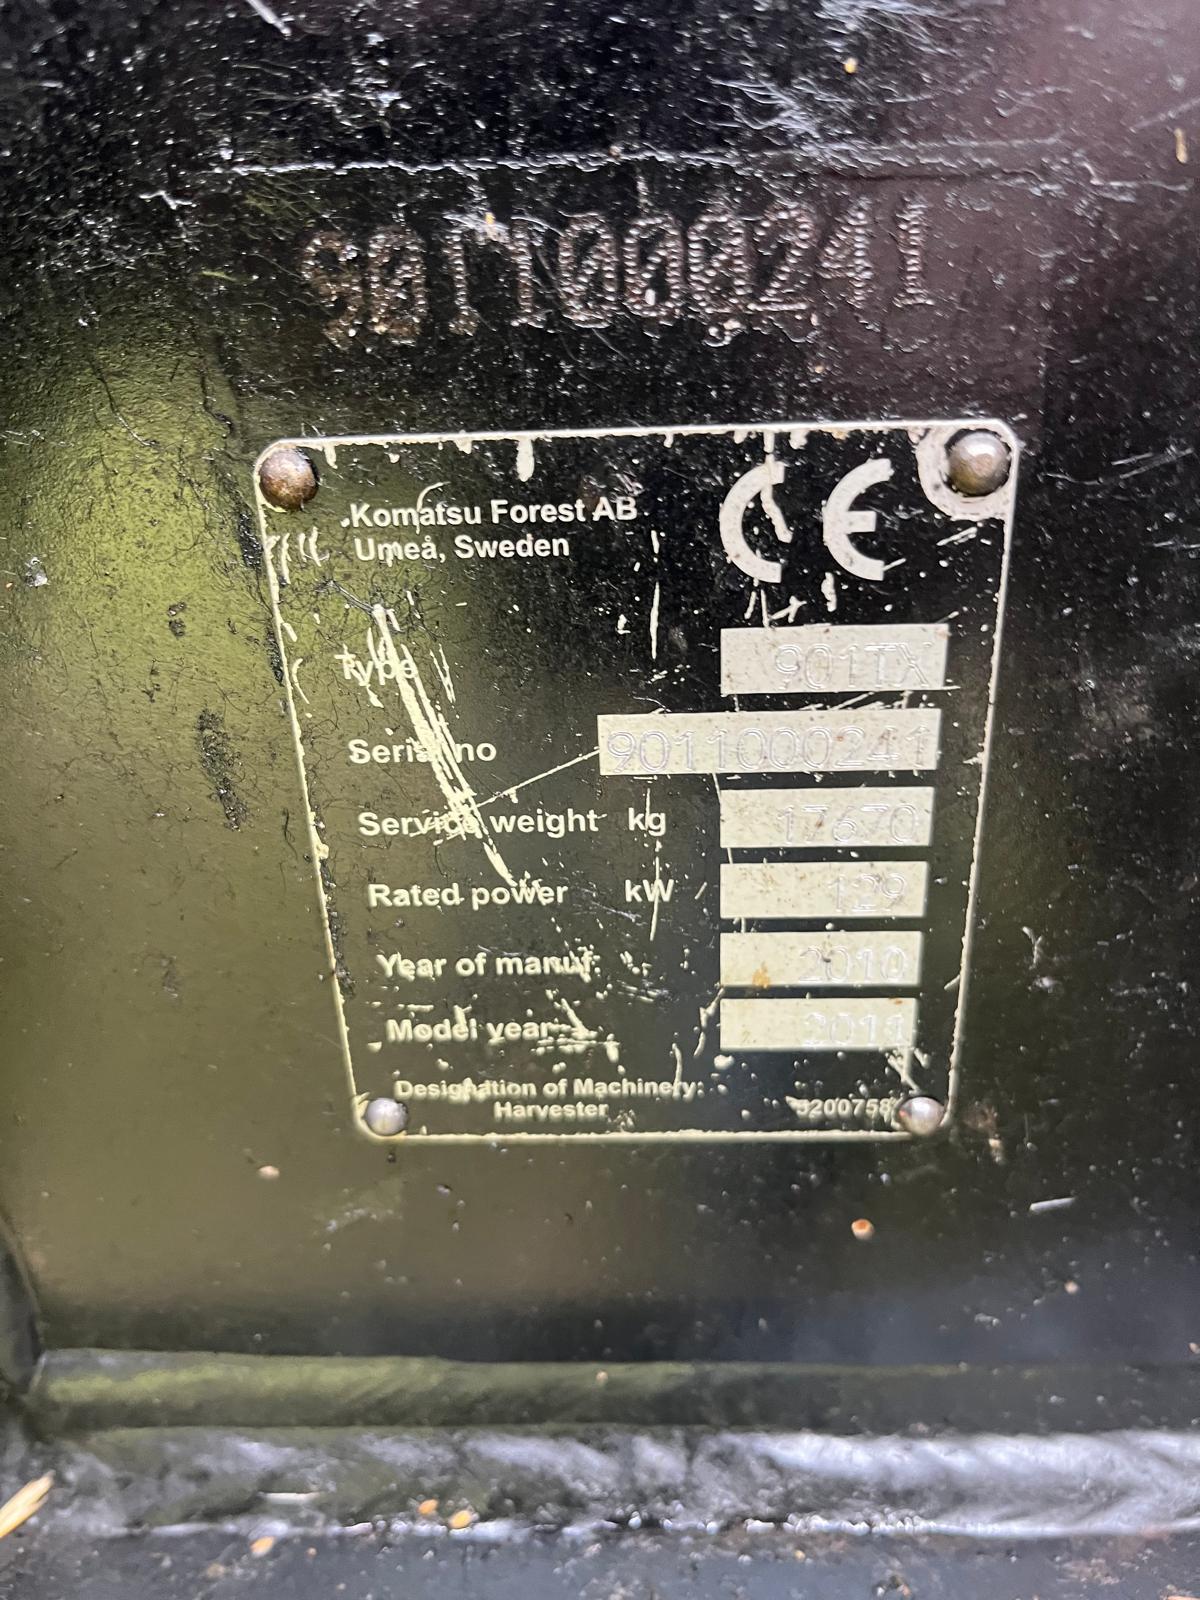 9011000241
Komatsu Forest AB
Umeå, Sweden
CE
Type 901TX
Serial no 9011000241
Service weight kg 17670
Rated power kW 129
Year of manuf. 2010
Model year 2011
Designation of Machinery:
Harvester 5200758